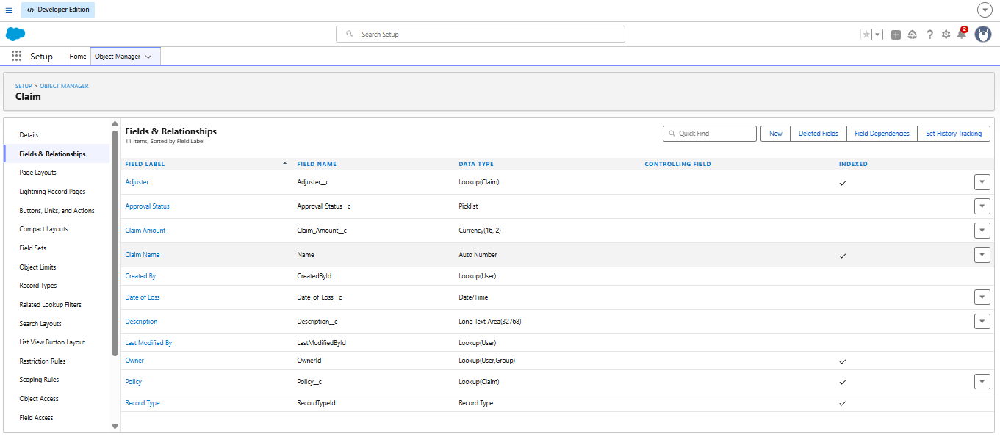 Developer Edition
Search Setup
2
Setup
Home
Object Manager
SETUP > OBJECT MANAGER
Claim
Details
Fields & Relationships
Page Layouts
Lightning Record Pages
Buttons, Links, and Actions
Compact Layouts
Field Sets
Object Limits
Record Types
Related Lookup Filters
Search Layouts
List View Button Layout
Restriction Rules
Scoping Rules
Object Access
Field Access
Fields & Relationships
11 Items, Sorted by Field Label
Quick Find
New
Deleted Fields
Field Dependencies
Set History Tracking
FIELD LABEL FIELD NAME DATA TYPE CONTROLLING FIELD INDEXED
Adjuster Adjuster__c Lookup(Claim)
Approval Status Approval_Status__c Picklist
Claim Amount Claim_Amount__c Currency(16, 2)
Claim Name Name Auto Number
Created By CreatedById Lookup(User)
Date of Loss Date_of_Loss__c Date/Time
Description Description__c Long Text Area(32768)
Last Modified By LastModifiedById Lookup(User)
Owner OwnerId Lookup(User,Group)
Policy Policy__c Lookup(Claim)
Record Type RecordTypeId Record Type